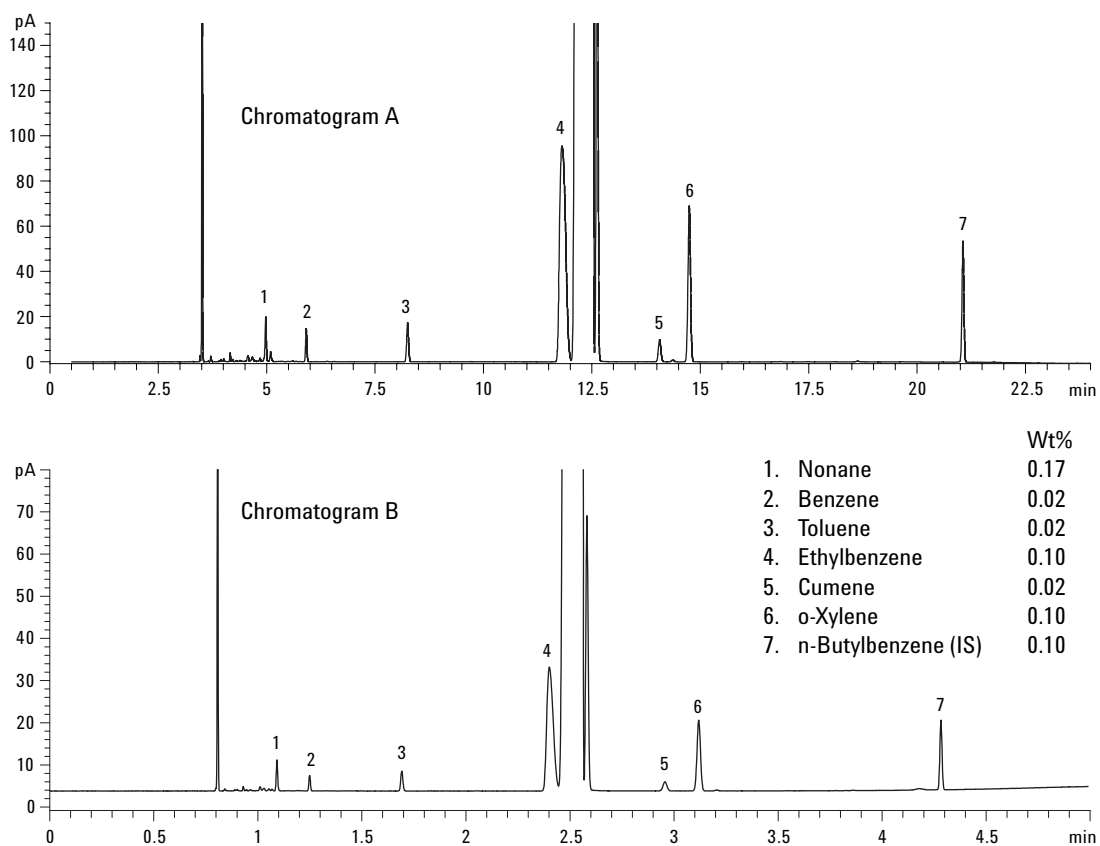 pA
140
120
100
80
60
40
20
0
Chromatogram A
1
2
3
4
5
6
7
0 2.5 5 7.5 10 12.5 15 17.5 20 22.5 min
pA
70
60
50
40
30
20
10
0
Chromatogram B
1
2
3
4
5
6
7
Wt%
1. Nonane 0.17
2. Benzene 0.02
3. Toluene 0.02
4. Ethylbenzene 0.10
5. Cumene 0.02
6. o-Xylene 0.10
7. n-Butylbenzene (IS) 0.10
0 0.5 1 1.5 2 2.5 3 3.5 4 4.5 min